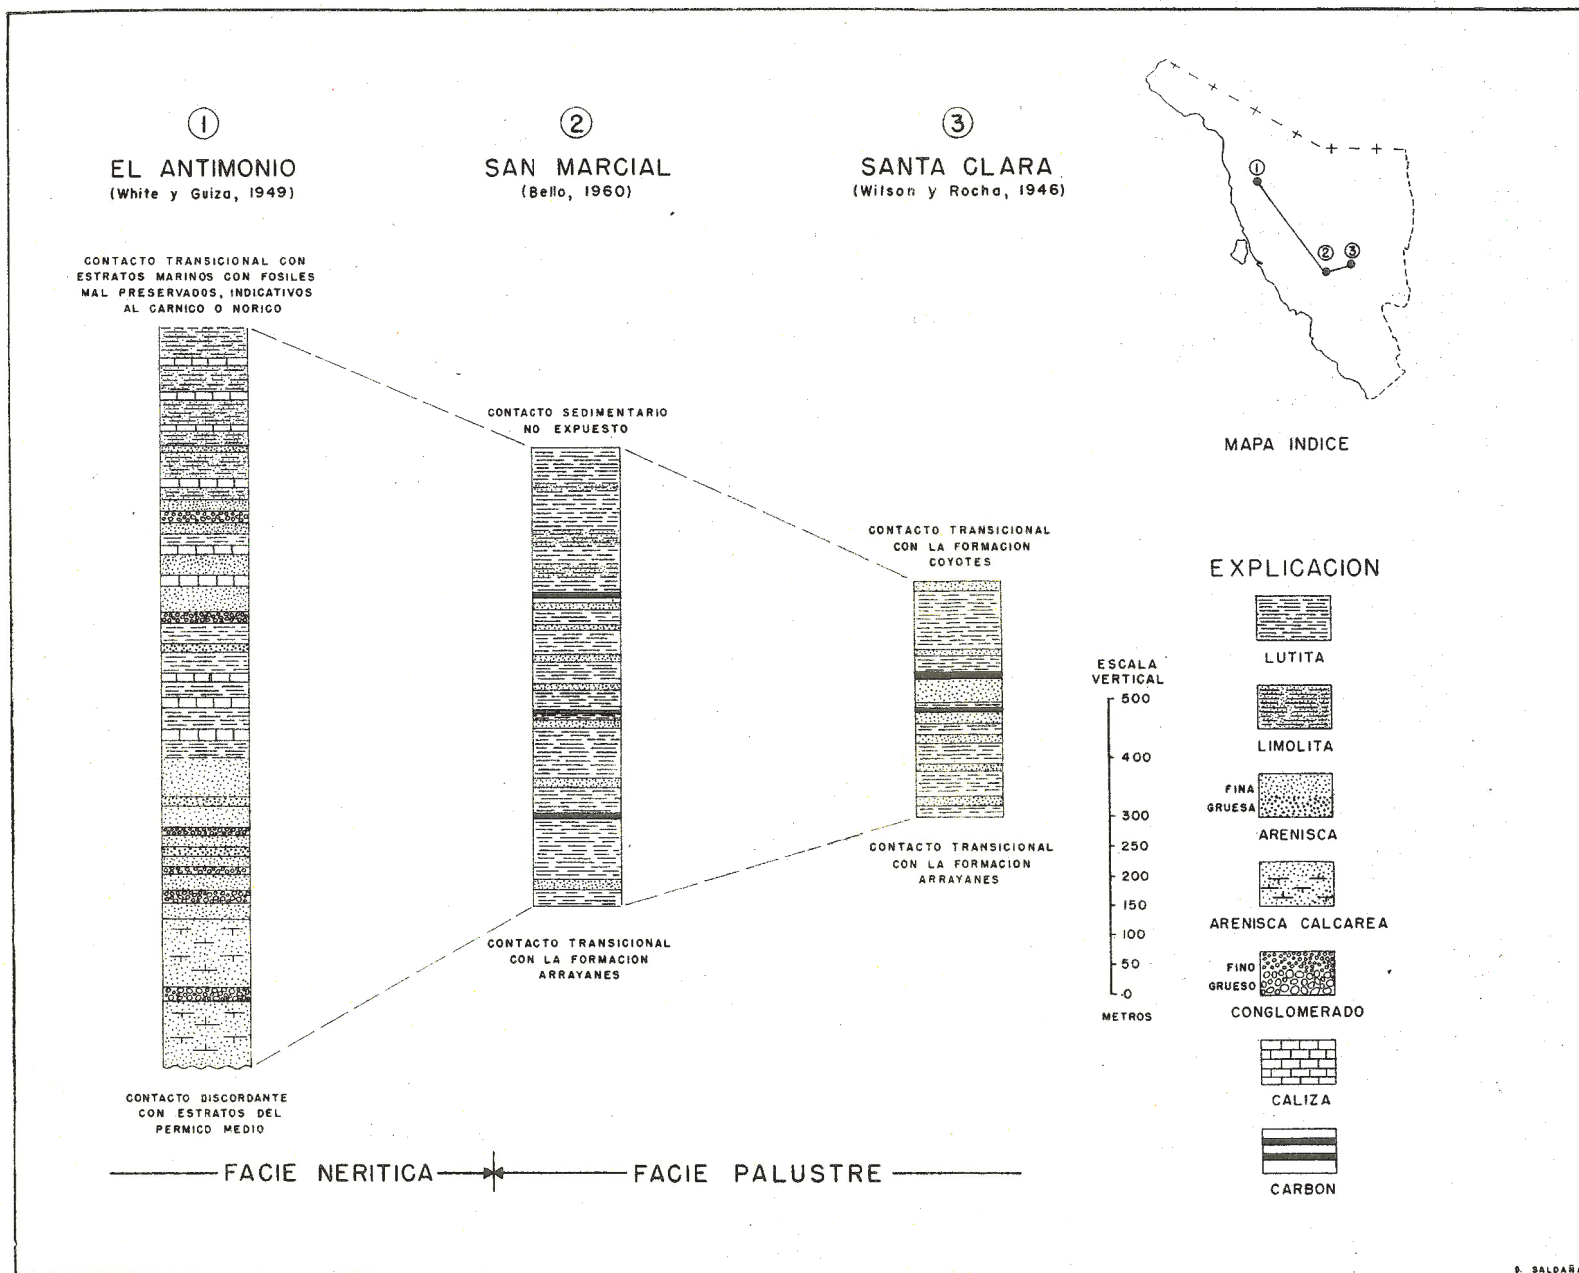 ①
EL ANTIMONIO
(White y Guiza, 1949)
CONTACTO TRANSICIONAL CON
ESTRATOS MARINOS CON FOSILES
MAL PRESERVADOS, INDICATIVOS
AL CARNICO O NORICO
CONTACTO DISCORDANTE
CON ESTRATOS DEL
PERMICO MEDIO
②
SAN MARCIAL
(Bello, 1960)
CONTACTO SEDIMENTARIO
NO EXPUESTO
CONTACTO TRANSICIONAL
CON LA FORMACION
ARRAYANES
③
SANTA CLARA
(Wilson y Rocha, 1946)
CONTACTO TRANSICIONAL
CON LA FORMACION
COYOTES
CONTACTO TRANSICIONAL
CON LA FORMACION
ARRAYANES
FACIE NERITICA
FACIE PALUSTRE
①
② ③
MAPA INDICE
ESCALA
VERTICAL
500
400
300
250
200
150
100
50
0
METROS
EXPLICACION
LUTITA
LIMOLITA
FINA
GRUESA
ARENISCA
ARENISCA CALCAREA
FINO
GRUESO
CONGLOMERADO
CALIZA
CARBON
D. SALDAÑA